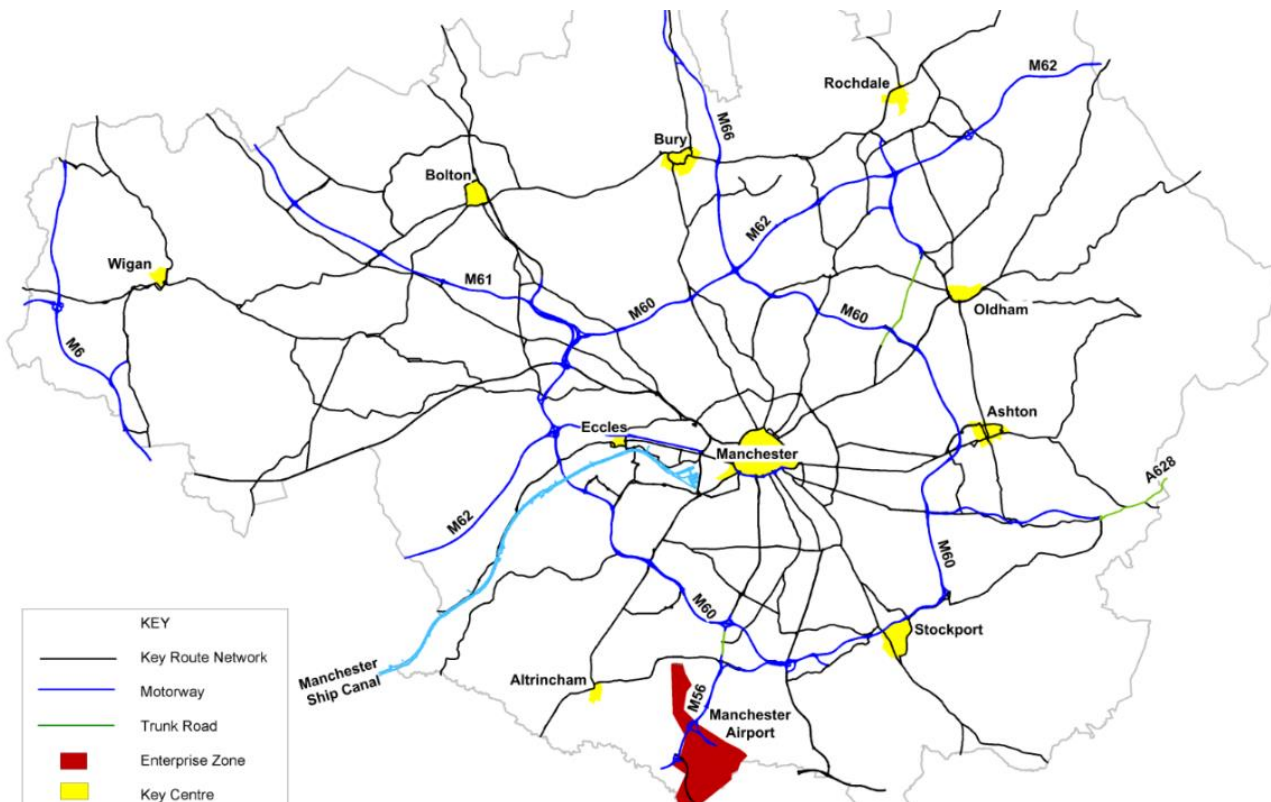 M62
Rochdale
M66
Bury
Bolton
M62
Wigan
M61
M60
M60
Oldham
M6
Ashton
Eccles
Manchester
A628
M62
M60
M60
Stockport
KEY
Key Route Network
Motorway
Trunk Road
Enterprise Zone
Key Centre
Manchester
Ship Canal
Altrincham
M56
Manchester
Airport